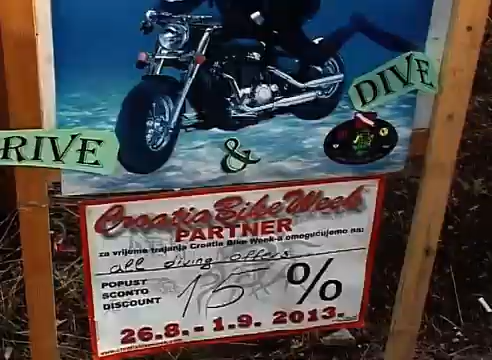 RIVE
&
DIVE
Croatia Bike Week
PARTNER
za vrijeme trajanja Croatia Bike Week-a omogućujemo na:
all diving offers
POPUST
SCONTO
DISCOUNT
15 %
26.8. - 1.9. 2013.